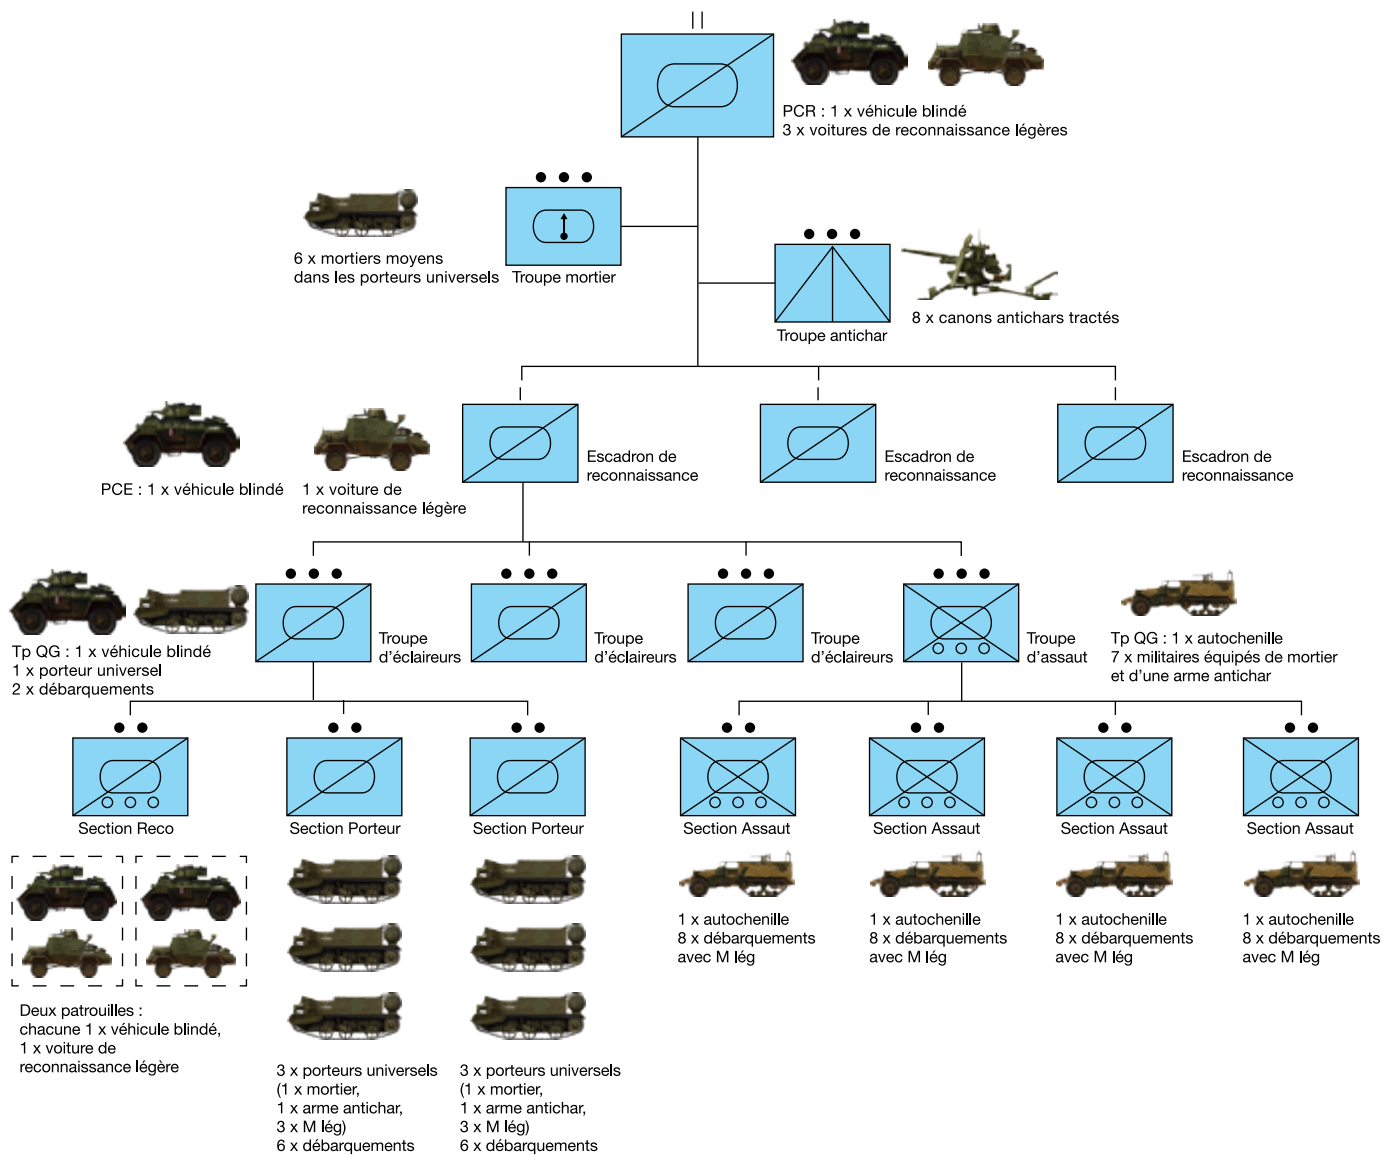 PCR : 1 x véhicule blindé
3 x voitures de reconnaissance légères
6 x mortiers moyens
dans les porteurs universels
Troupe mortier
8 x canons antichars tractés
Troupe antichar
PCE : 1 x véhicule blindé
1 x voiture de
reconnaissance légère
Escadron de
reconnaissance
Escadron de
reconnaissance
Escadron de
reconnaissance
Tp QG : 1 x véhicule blindé
1 x porteur universel
2 x débarquements
Troupe
d’éclaireurs
Troupe
d’éclaireurs
Troupe
d’éclaireurs
Troupe
d’assaut
Tp QG : 1 x autochenille
7 x militaires équipés de mortier
et d’une arme antichar
Section Reco
Section Porteur
Section Porteur
Section Assaut
Section Assaut
Section Assaut
Section Assaut
Deux patrouilles :
chacune 1 x véhicule blindé,
1 x voiture de
reconnaissance légère
3 x porteurs universels
(1 x mortier,
1 x arme antichar,
3 x M lég)
6 x débarquements
3 x porteurs universels
(1 x mortier,
1 x arme antichar,
3 x M lég)
6 x débarquements
1 x autochenille
8 x débarquements
avec M lég
1 x autochenille
8 x débarquements
avec M lég
1 x autochenille
8 x débarquements
avec M lég
1 x autochenille
8 x débarquements
avec M lég